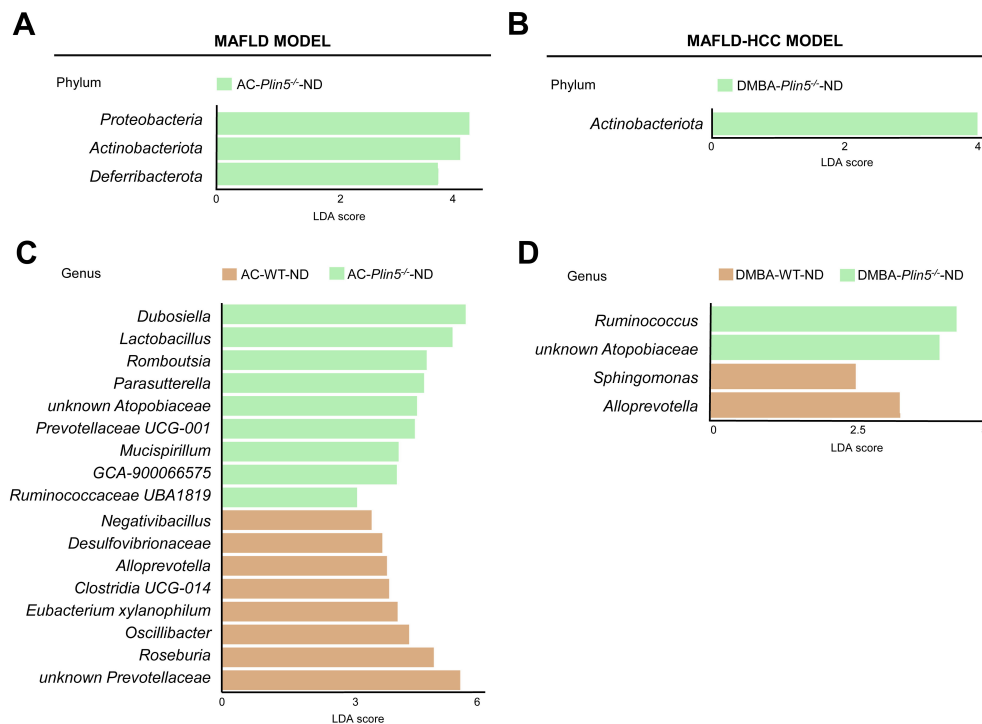 A
MAFLD MODEL
Phylum
AC-Plin5-/--ND
Proteobacteria
Actinobacteriota
Deferribacterota
0 2 4
LDA score
B
MAFLD-HCC MODEL
Phylum
DMBA-Plin5-/--ND
Actinobacteriota
0 2 4
LDA score
C
Genus
AC-WT-ND AC-Plin5-/--ND
Dubosiella
Lactobacillus
Romboutsia
Parasutterella
unknown Atopobiaceae
Prevotellaceae UCG-001
Mucispirillum
GCA-900066575
Ruminococcaceae UBA1819
Negativibacillus
Desulfovibrionaceae
Alloprevotella
Clostridia UCG-014
Eubacterium xylanophilum
Oscillibacter
Roseburia
unknown Prevotellaceae
0 3 6
LDA score
D
Genus
DMBA-WT-ND DMBA-Plin5-/--ND
Ruminococcus
unknown Atopobiaceae
Sphingomonas
Alloprevotella
0 2.5
LDA score